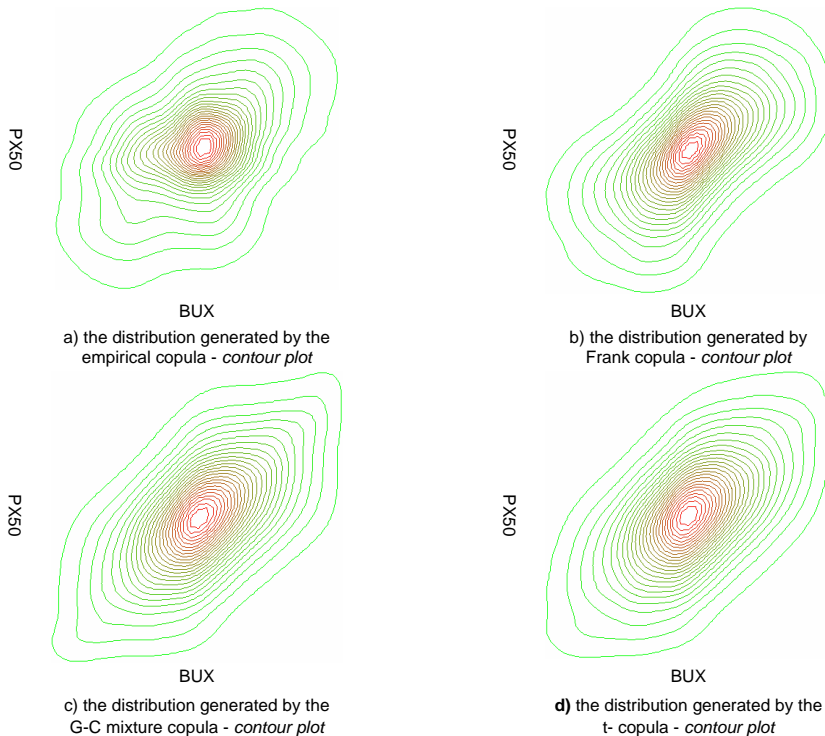 PX50
BUX
a) the distribution generated by the
empirical copula - contour plot
PX50
BUX
b) the distribution generated by
Frank copula - contour plot
PX50
BUX
c) the distribution generated by the
G-C mixture copula - contour plot
PX50
BUX
d) the distribution generated by the
t- copula - contour plot